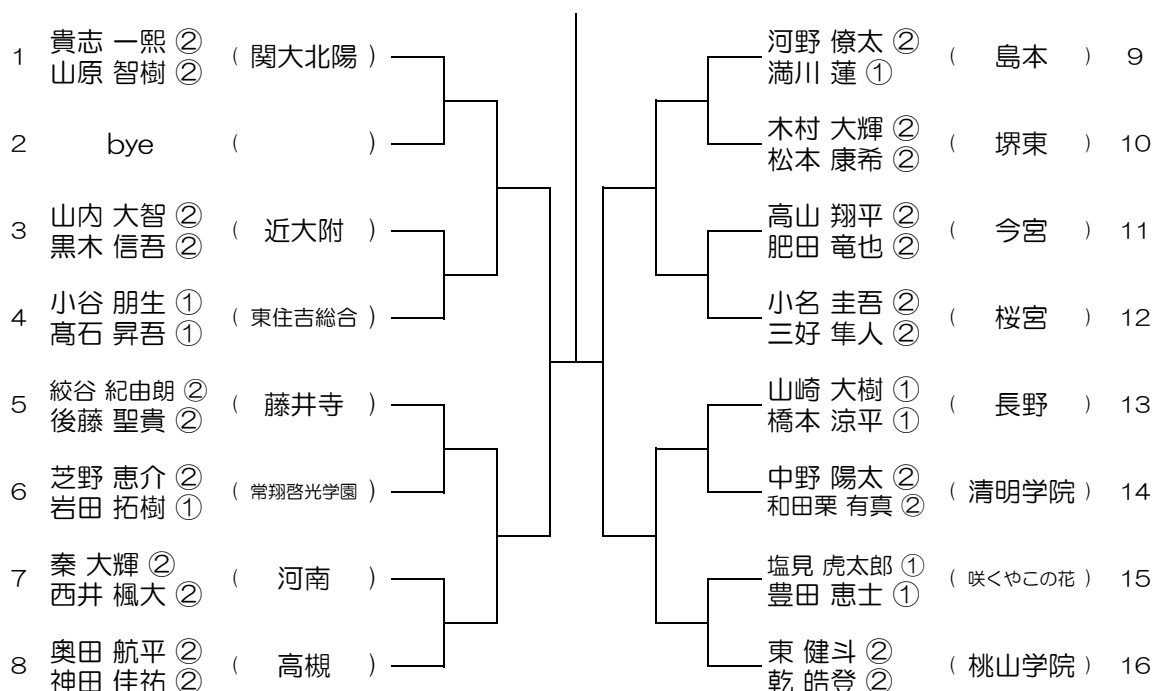 1 貴志 一熙 ② ( 関大北陽 )
山原 智樹 ②
2 bye ( )
3 山内 大智 ② ( 近大附 )
黒木 信吾 ②
4 小谷 朋生 ① ( 東住吉総合 )
髙石 昇吾 ①
5 絞谷 紀由朗 ② ( 藤井寺 )
後藤 聖貴 ②
6 芝野 恵介 ② ( 常翔啓光学園 )
岩田 拓樹 ①
7 秦 大輝 ② ( 河南 )
西井 楓大 ②
8 奥田 航平 ② ( 高槻 )
神田 佳祐 ②
河野 僚太 ② ( 島本 ) 9
満川 蓮 ①
木村 大輝 ② ( 堺東 ) 10
松本 康希 ②
高山 翔平 ② ( 今宮 ) 11
肥田 竜也 ②
小名 圭吾 ② ( 桜宮 ) 12
三好 隼人 ②
山崎 大樹 ① ( 長野 ) 13
橋本 涼平 ①
中野 陽太 ② ( 清明学院 ) 14
和田栗 有真 ②
塩見 虎太郎 ① ( 咲くやこの花 ) 15
豊田 恵士 ①
東 健斗 ② ( 桃山学院 ) 16
乾 皓登 ②